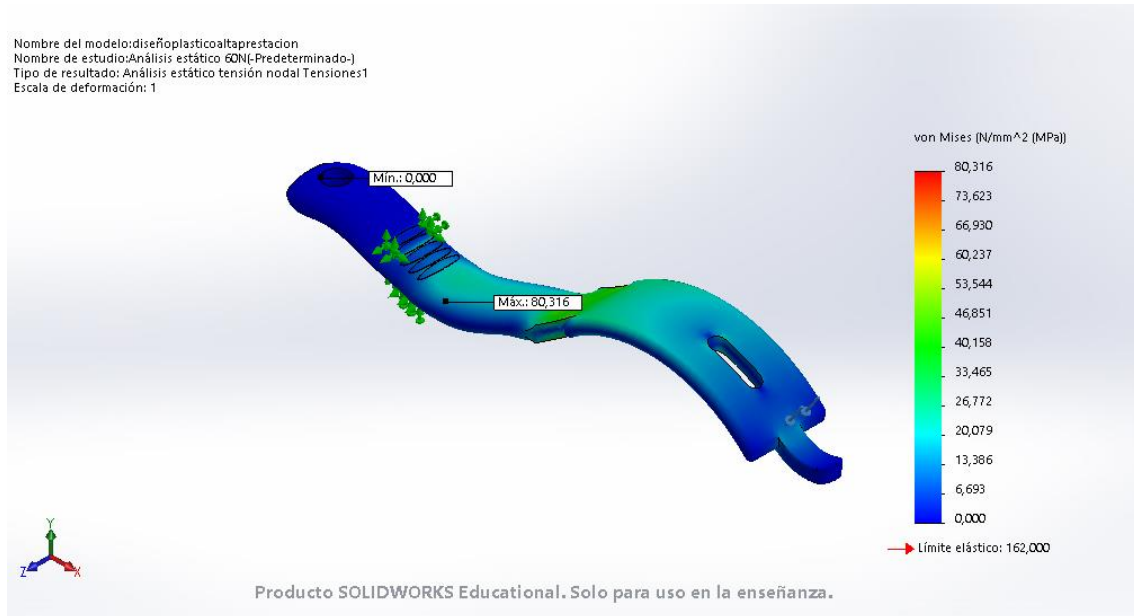 Nombre del modelo:diseñoplasticoaltaprestacion
Nombre de estudio:Análisis estático 60N(-Predeterminado-)
Tipo de resultado: Análisis estático tensión nodal Tensiones1
Escala de deformación: 1
von Mises (N/mm^2 (MPa))
80,316
73,623
66,930
60,237
53,544
46,851
40,158
33,465
26,772
20,079
13,386
6,693
0,000
Límite elástico: 162,000
Mín.: 0,000
Máx.: 80,316
Y
Z
X
Producto SOLIDWORKS Educational. Solo para uso en la enseñanza.